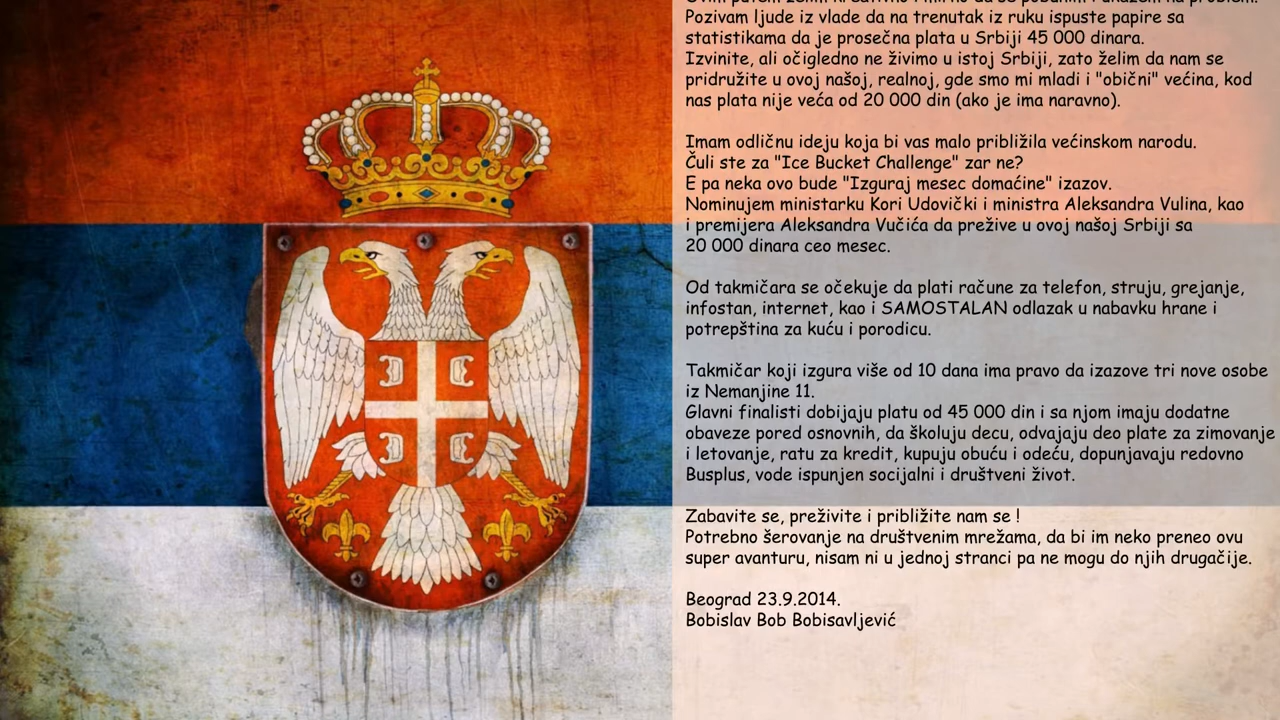 Ovim putem želim kreativno i mirno da se pobunim i ukažem na problem.
Pozivam ljude iz vlade da na trenutak iz ruku ispuste papire sa
statistikama da je prosečna plata u Srbiji 45 000 dinara.
Izvinite, ali očigledno ne živimo u istoj Srbiji, zato želim da nam se
pridružite u ovoj našoj, realnoj, gde smo mi mladi i "obični" većina, kod
nas plata nije veća od 20 000 din (ako je ima naravno).
Imam odličnu ideju koja bi vas malo približila većinskom narodu.
Čuli ste za "Ice Bucket Challenge" zar ne?
E pa neka ovo bude "Izguraj mesec domaćine" izazov.
Nominujem ministarku Kori Udovički i ministra Aleksandra Vulina, kao
i premijera Aleksandra Vučića da prežive u ovoj našoj Srbiji sa
20 000 dinara ceo mesec.
Od takmičara se očekuje da plati račune za telefon, struju, grejanje,
infostan, internet, kao i SAMOSTALAN odlazak u nabavku hrane i
potrepština za kuću i porodicu.
Takmičar koji izgura više od 10 dana ima pravo da izazove tri nove osobe
iz Nemanjine 11.
Glavni finalisti dobijaju platu od 45 000 din i sa njom imaju dodatne
obaveze pored osnovnih, da školuju decu, odvajaju deo plate za zimovanje
i letovanje, ratu za kredit, kupuju obuću i odeću, dopunjavaju redovno
Busplus, vode ispunjen socijalni i društveni život.
Zabavite se, preživite i približite nam se !
Potrebno šerovanje na društvenim mrežama, da bi im neko preneo ovu
super avanturu, nisam ni u jednoj stranci pa ne mogu do njih drugačije.
Beograd 23.9.2014.
Bobislav Bob Bobisavljević